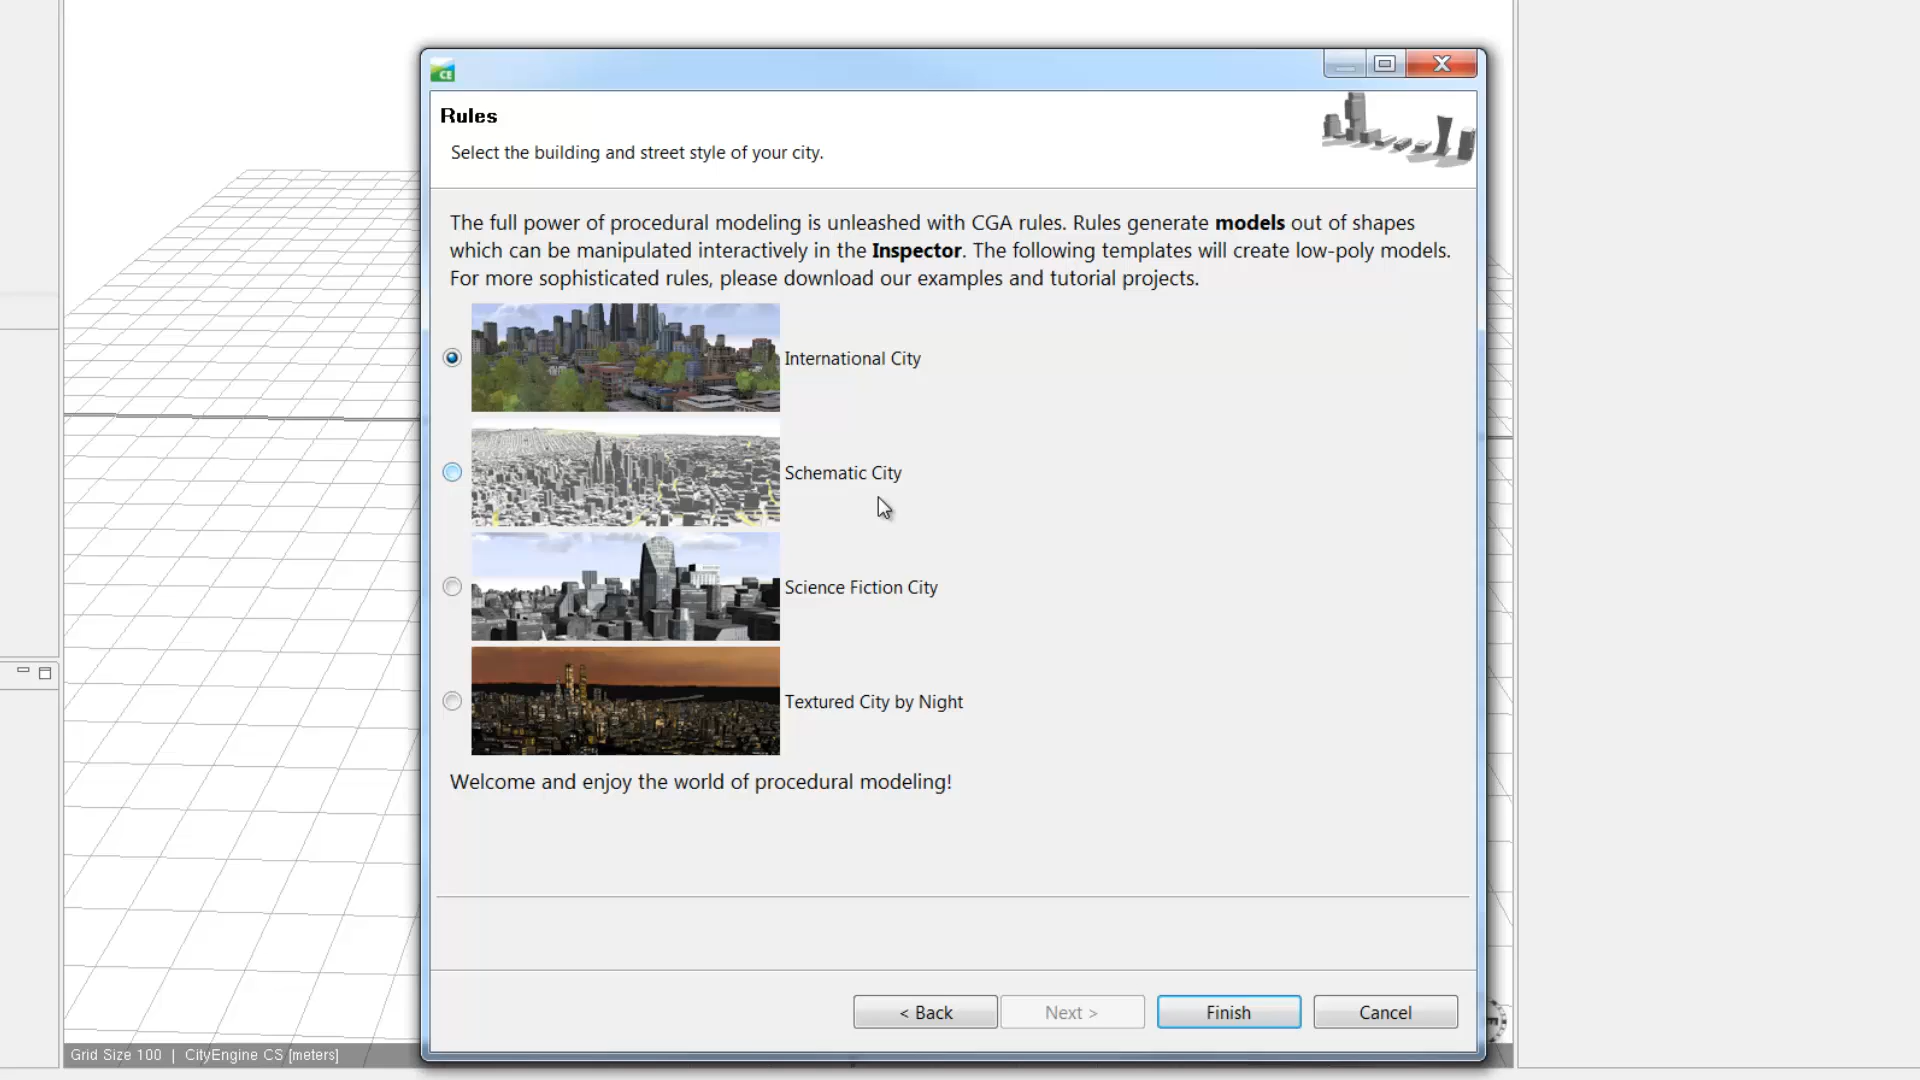 CE
Rules
Select the building and street style of your city.
The full power of procedural modeling is unleashed with CGA rules. Rules generate models out of shapes
which can be manipulated interactively in the Inspector. The following templates will create low-poly models.
For more sophisticated rules, please download our examples and tutorial projects.
International City
Schematic City
Science Fiction City
Textured City by Night
Welcome and enjoy the world of procedural modeling!
< Back
Next >
Finish
Cancel
Grid Size 100 | CityEngine CS [meters]